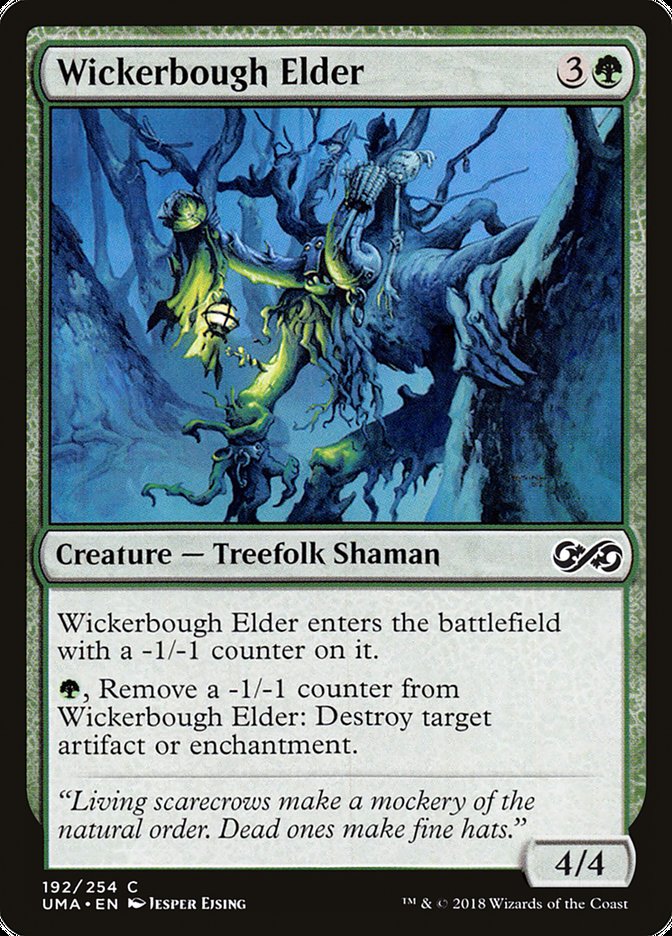 Wickerbough Elder 3
Creature — Treefolk Shaman
Wickerbough Elder enters the battlefield
with a -1/-1 counter on it.
, Remove a -1/-1 counter from
Wickerbough Elder: Destroy target
artifact or enchantment.
“Living scarecrows make a mockery of the
natural order. Dead ones make fine hats.”
4/4
192/254 C
UMA • EN Jesper Ejsing ™ & © 2018 Wizards of the Coast